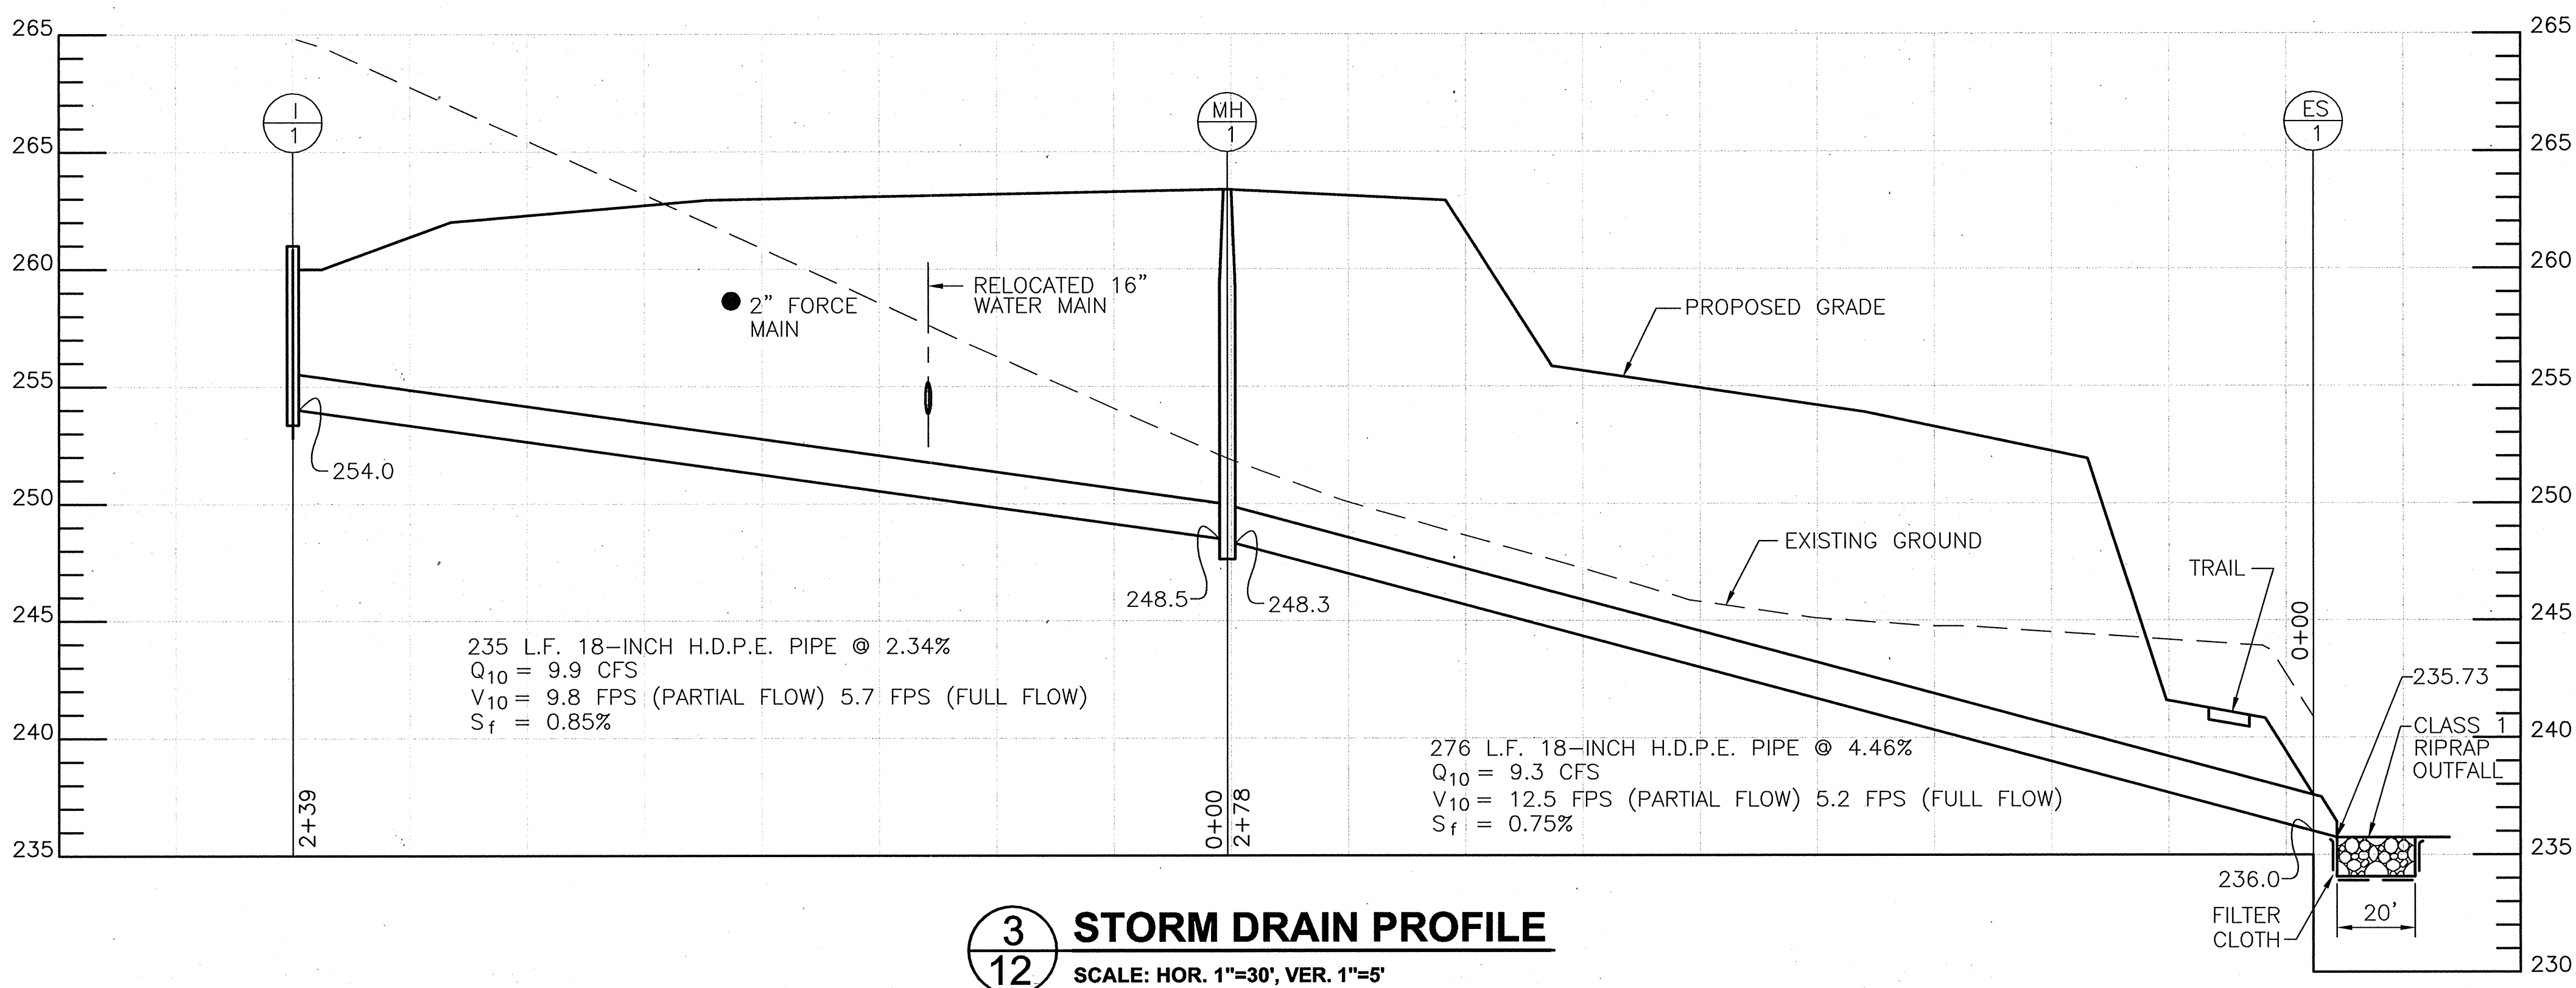 265 265
I MH ES
1 1 1
265 265
260 260
RELOCATED 16"
WATER MAIN
2" FORCE
MAIN
PROPOSED GRADE
255 255
254.0
250 250
EXISTING GROUND
TRAIL
248.5 248.3
245 245
0+00
235 L.F. 18-INCH H.D.P.E. PIPE @ 2.34%
Q10 = 9.9 CFS
V10 = 9.8 FPS (PARTIAL FLOW) 5.7 FPS (FULL FLOW)
Sf = 0.85%
235.73
CLASS 1
RIPRAP
OUTFALL
240 240
276 L.F. 18-INCH H.D.P.E. PIPE @ 4.46%
Q10 = 9.3 CFS
V10 = 12.5 FPS (PARTIAL FLOW) 5.2 FPS (FULL FLOW)
Sf = 0.75%
2+39
0+00
2+78
235 235
236.0
FILTER
CLOTH
20'
230
3
12
STORM DRAIN PROFILE
SCALE: HOR. 1"=30', VER. 1"=5'